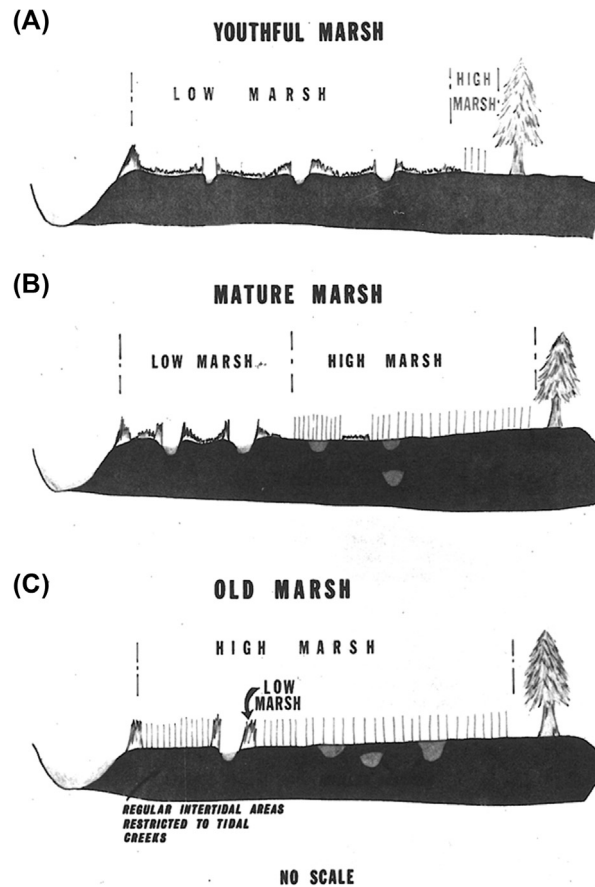 (A)
YOUTHFUL MARSH
LOW MARSH
HIGH
MARSH
(B)
MATURE MARSH
LOW MARSH
HIGH MARSH
(C)
OLD MARSH
HIGH MARSH
LOW
MARSH
REGULAR INTERTIDAL AREAS
RESTRICTED TO TIDAL
CREEKS
NO SCALE